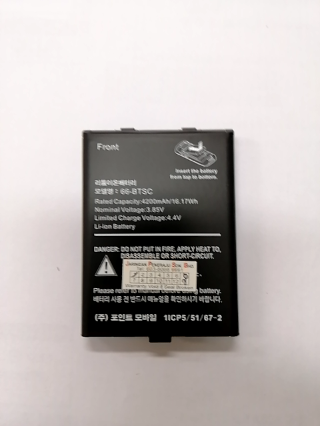 Front
Insert the battery
from top to bottom.
리튬이온배터리
모델명 : 66-BTSC
Rated Capacity:4200mAh/16.17Wh
Nominal Voltage:3.85V
Limited Charge Voltage:4.4V
Li-ion Battery
DANGER: DO NOT PUT IN FIRE, APPLY HEAT TO,
DISASSEMBLE OR SHORT-CIRCUIT.
Please refer to manual before using battery.
배터리 사용 전 반드시 메뉴얼을 확인하시기 바랍니다
(주) 포인트 모바일 1ICP5/51/67-2